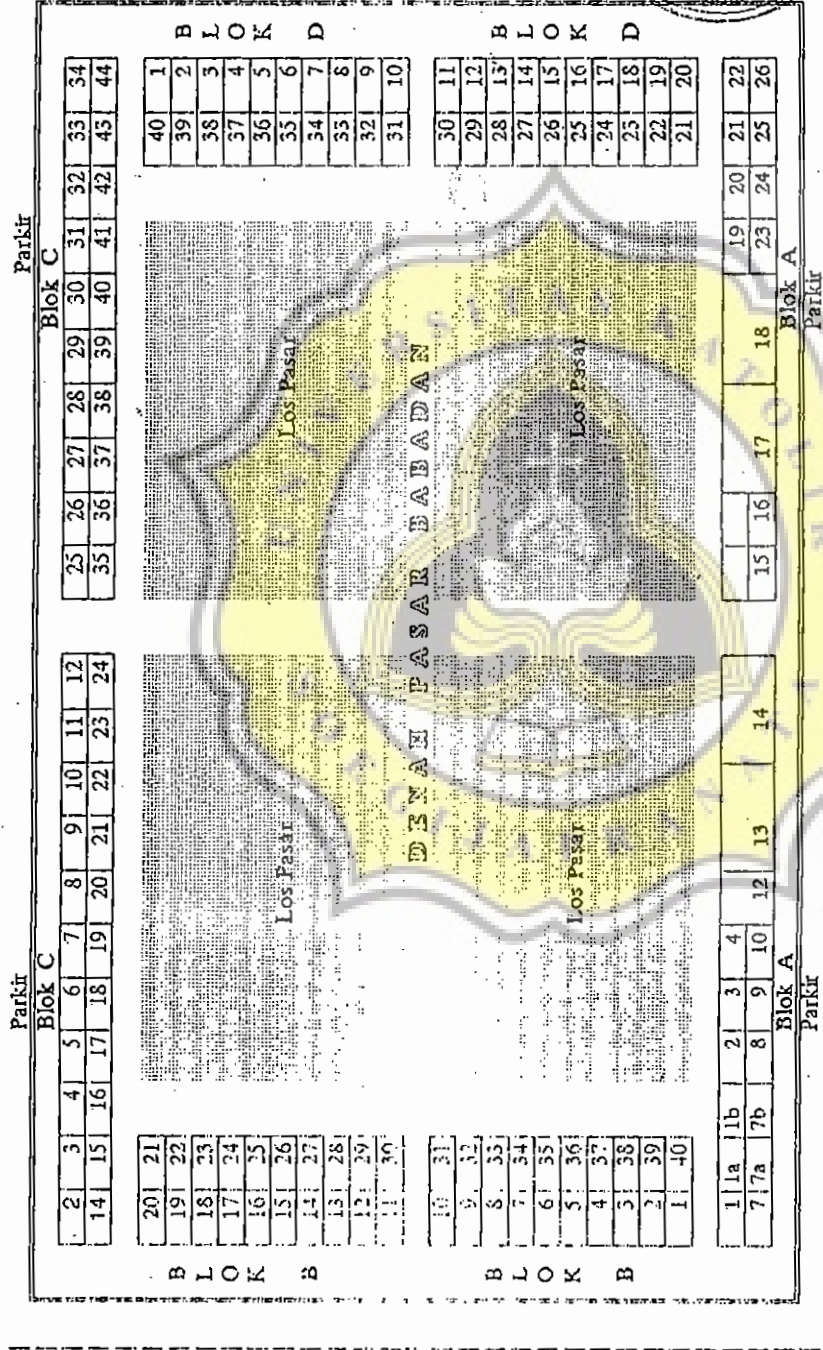 Parkir Parkir
Blok C Blok C
2 3 4 5 6 7 8 9 10 11 12 25 26 27 28 29 30 31 32 33 34
14 15 16 17 18 19 20 21 22 23 24 35 36 37 38 39 40 41 42 43 44
BLOK B
20 21
19 22
18 23
17 24
16 25
15 26
14 27
13 28
12 29
11 30
BLOK B
10 31
9 32
8 33
7 34
6 35
5 36
4 37
3 38
2 39
1 40
Los Pasar Los Pasar
DENAH PASAR BABADAN
Los Pasar Los Pasar
40 1
39 2
38 3
37 4
36 5
35 6
34 7
33 8
32 9
31 10
BLOK D
30 11
29 12
28 13
27 14
26 15
25 16
24 17
23 18
22 19
21 20
BLOK D
1 1a 1b 2 3 4 19 20 21 22
7 7a 7b 8 9 10 12 13 14 15 16 17 18 23 24 25 26
Blok A Blok A
Parkir Parkir
UNIVERSITAS KATOLIK
SOEGIJAPRANATA